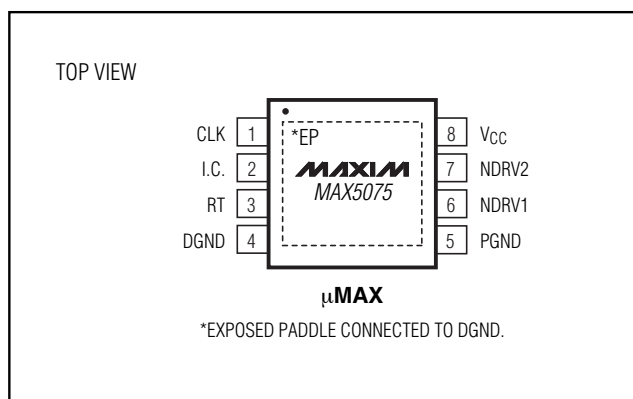 TOP VIEW
CLK 1 *EP 8 VCC
I.C. 2 MAXIM 7 NDRV2
MAX5075
RT 3 6 NDRV1
DGND 4 5 PGND
μMAX
*EXPOSED PADDLE CONNECTED TO DGND.